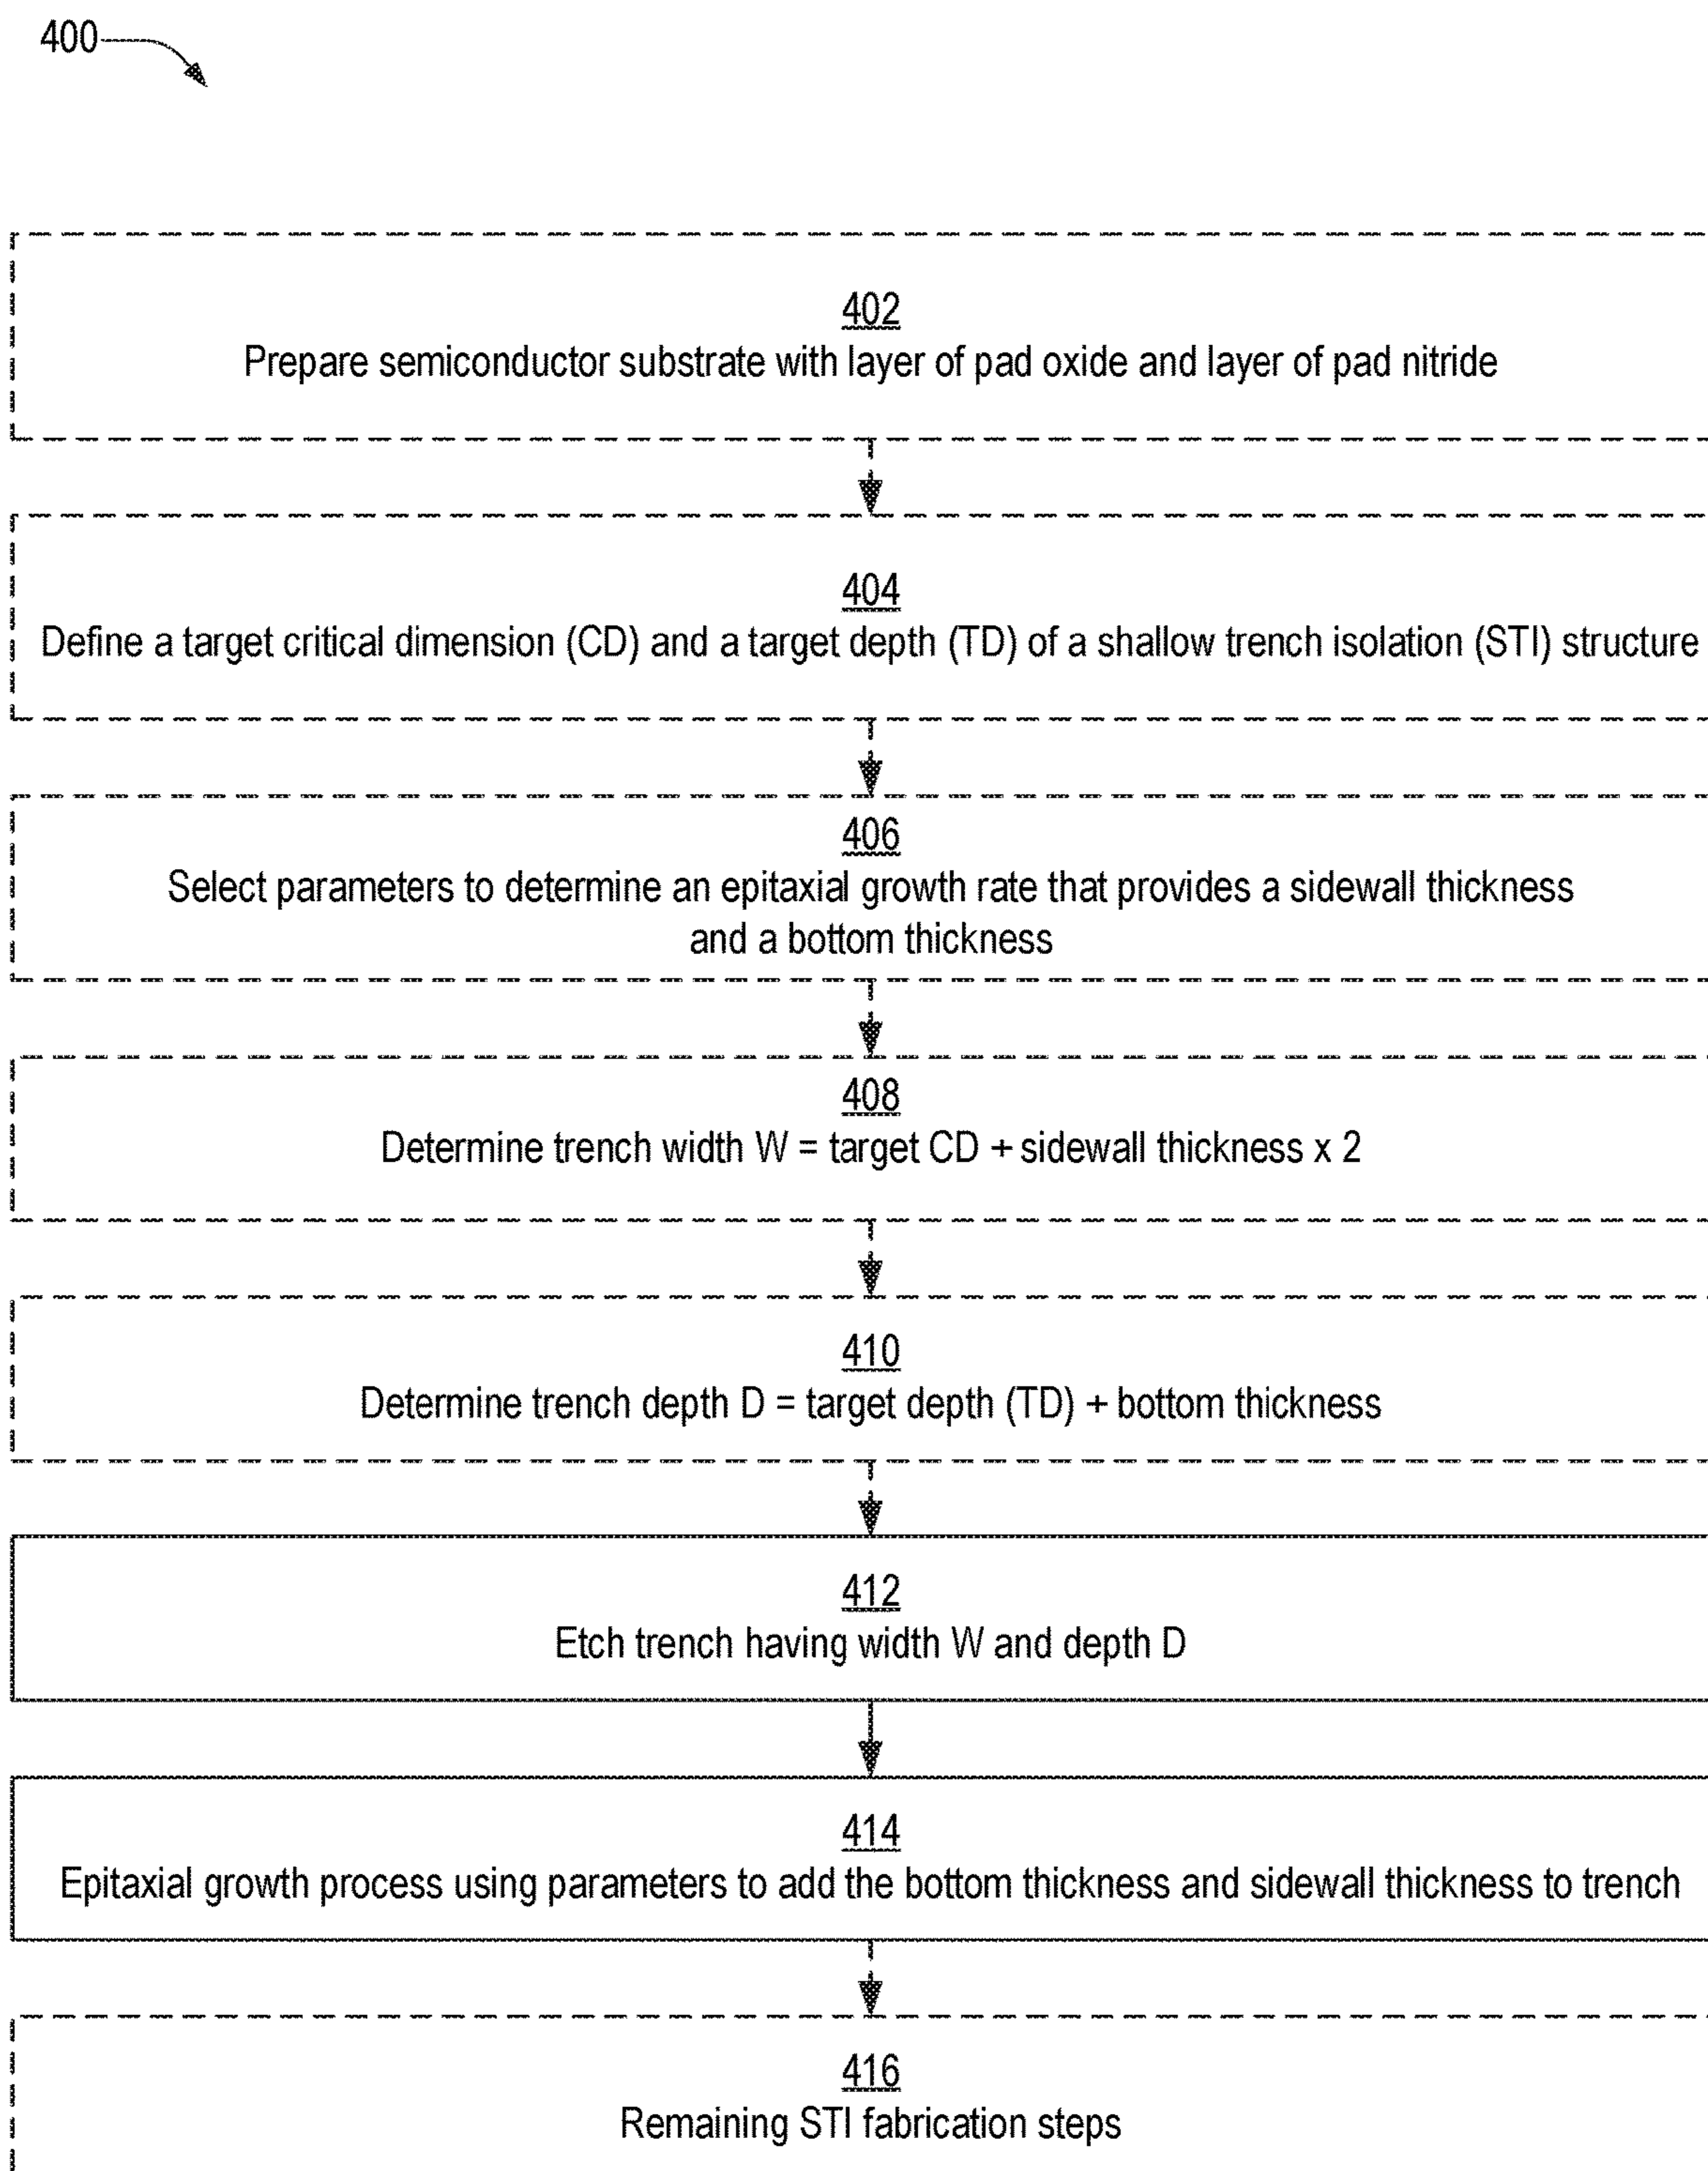 400
402
Prepare semiconductor substrate with layer of pad oxide and layer of pad nitride
404
Define a target critical dimension (CD) and a target depth (TD) of a shallow trench isolation (STI) structure
406
Select parameters to determine an epitaxial growth rate that provides a sidewall thickness
and a bottom thickness
408
Determine trench width W = target CD + sidewall thickness x 2
410
Determine trench depth D = target depth (TD) + bottom thickness
412
Etch trench having width W and depth D
414
Epitaxial growth process using parameters to add the bottom thickness and sidewall thickness to trench
416
Remaining STI fabrication steps